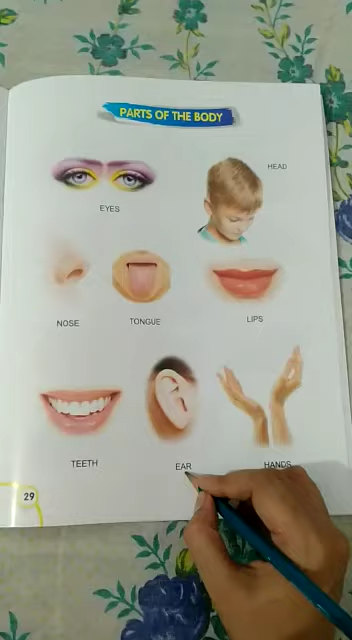 PARTS OF THE BODY
HEAD
EYES
NOSE
TONGUE
LIPS
TEETH
EAR
HANDS
29